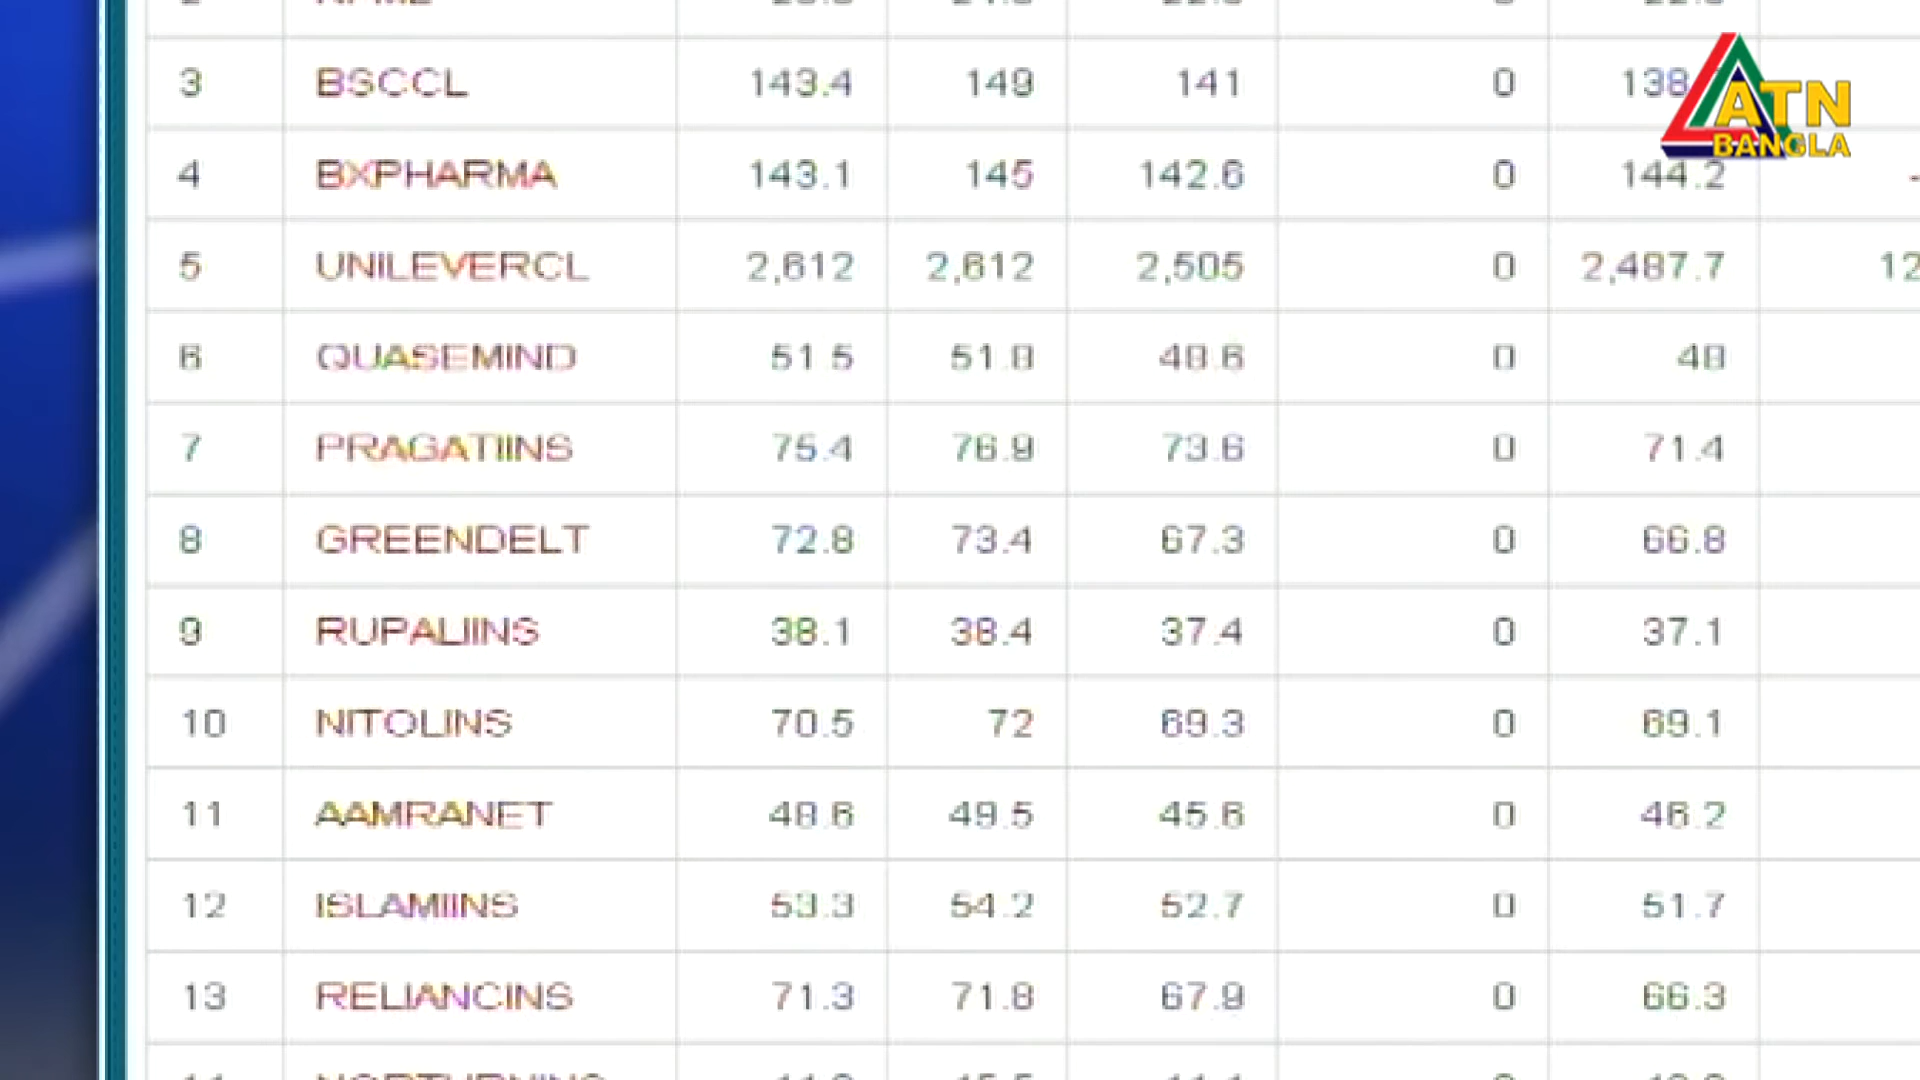 3 BSCCL 143.4 149 141 0 138
ATN
BANGLA
4 BXPHARMA 143.1 145 142.6 0 144.2 -
5 UNILEVERCL 2,612 2,612 2,505 0 2,487.7 12
6 QUASEMIND 51.5 51.8 48.6 0 48
7 PRAGATIINS 75.4 76.9 73.6 0 71.4
8 GREENDELT 72.8 73.4 67.3 0 66.8
9 RUPALIINS 38.1 38.4 37.4 0 37.1
10 NITOLINS 70.5 72 69.3 0 69.1
11 AAMRANET 48.6 49.5 45.6 0 46.2
12 ISLAMIINS 53.3 54.2 52.7 0 51.7
13 RELIANCINS 71.3 71.8 67.9 0 66.3